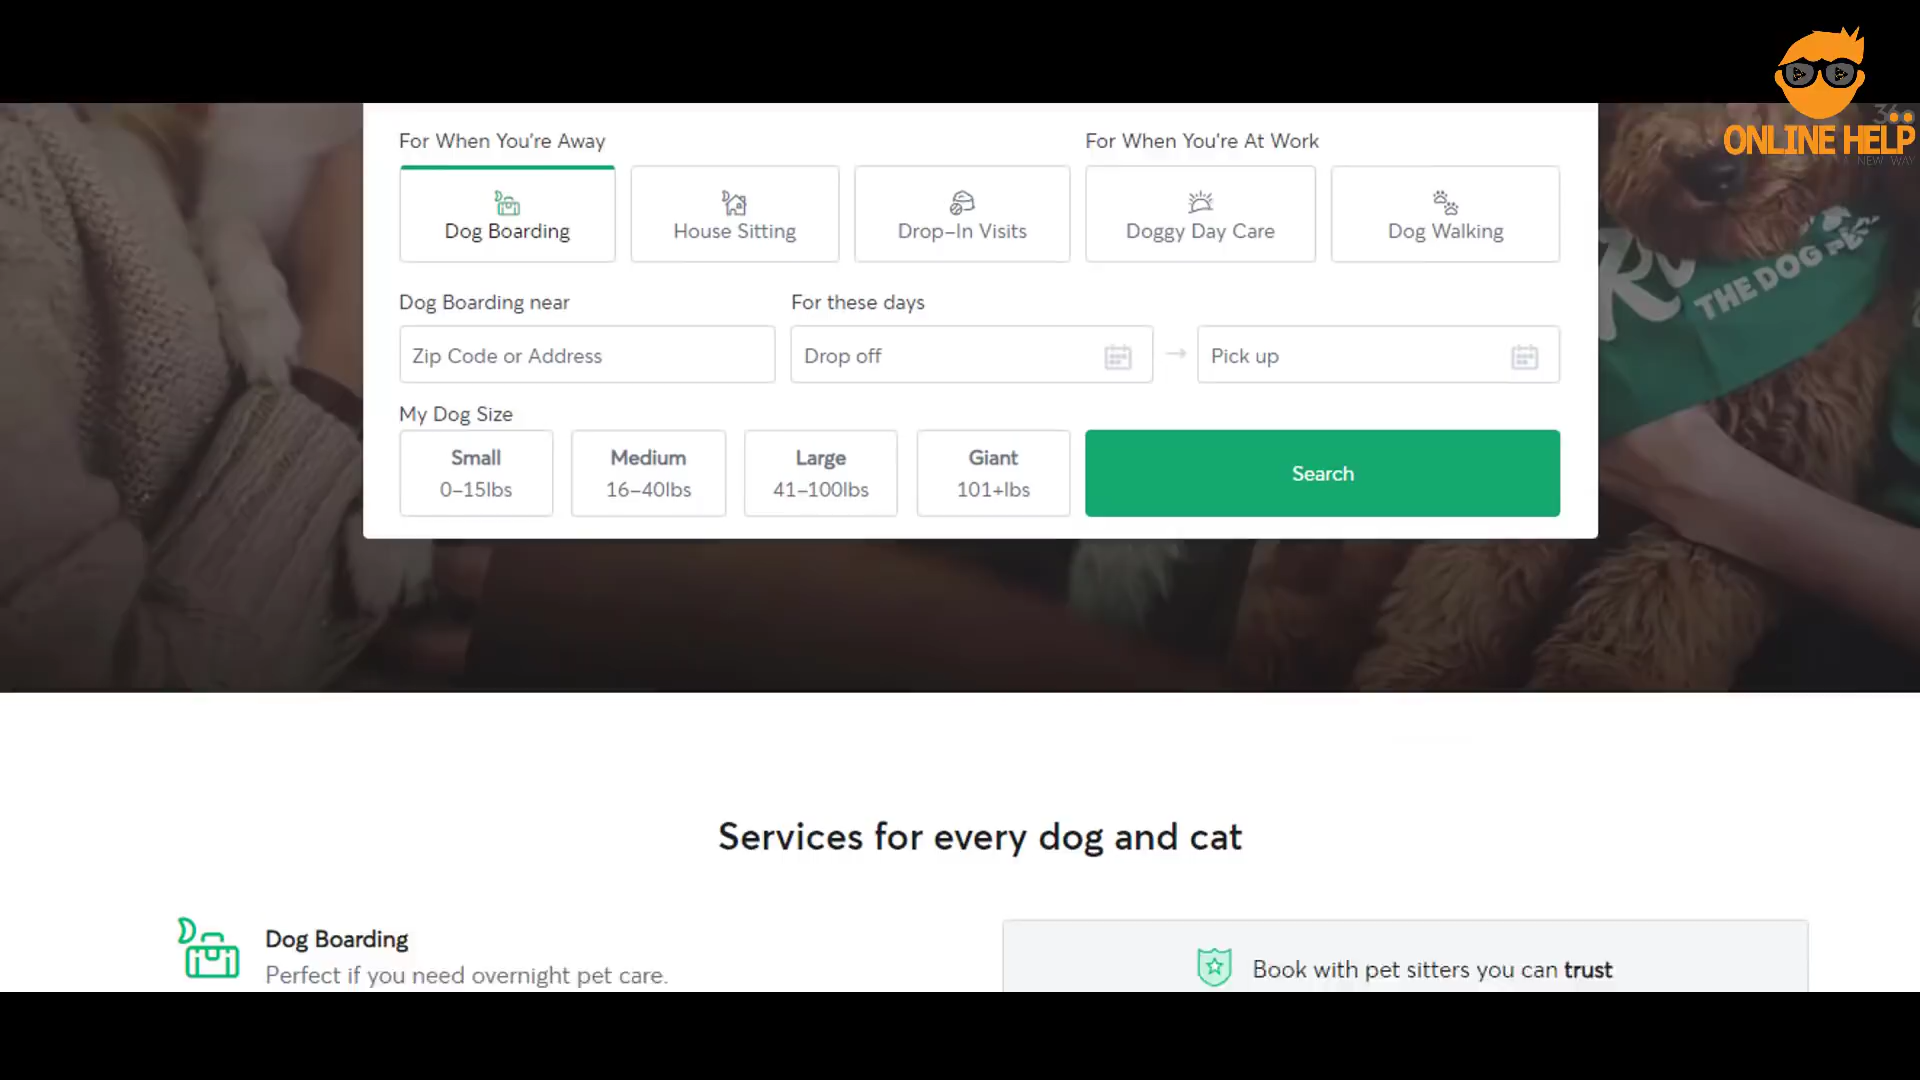 360
ONLINE HELP
A NEW WAY
For When You're Away
For When You're At Work
Dog Boarding
House Sitting
Drop-In Visits
Doggy Day Care
Dog Walking
THE DOG PE
Dog Boarding near
For these days
Zip Code or Address
Drop off
→
Pick up
My Dog Size
Small
0–15lbs
Medium
16–40lbs
Large
41–100lbs
Giant
101+lbs
Search
Services for every dog and cat
Dog Boarding
Perfect if you need overnight pet care.
Book with pet sitters you can trust